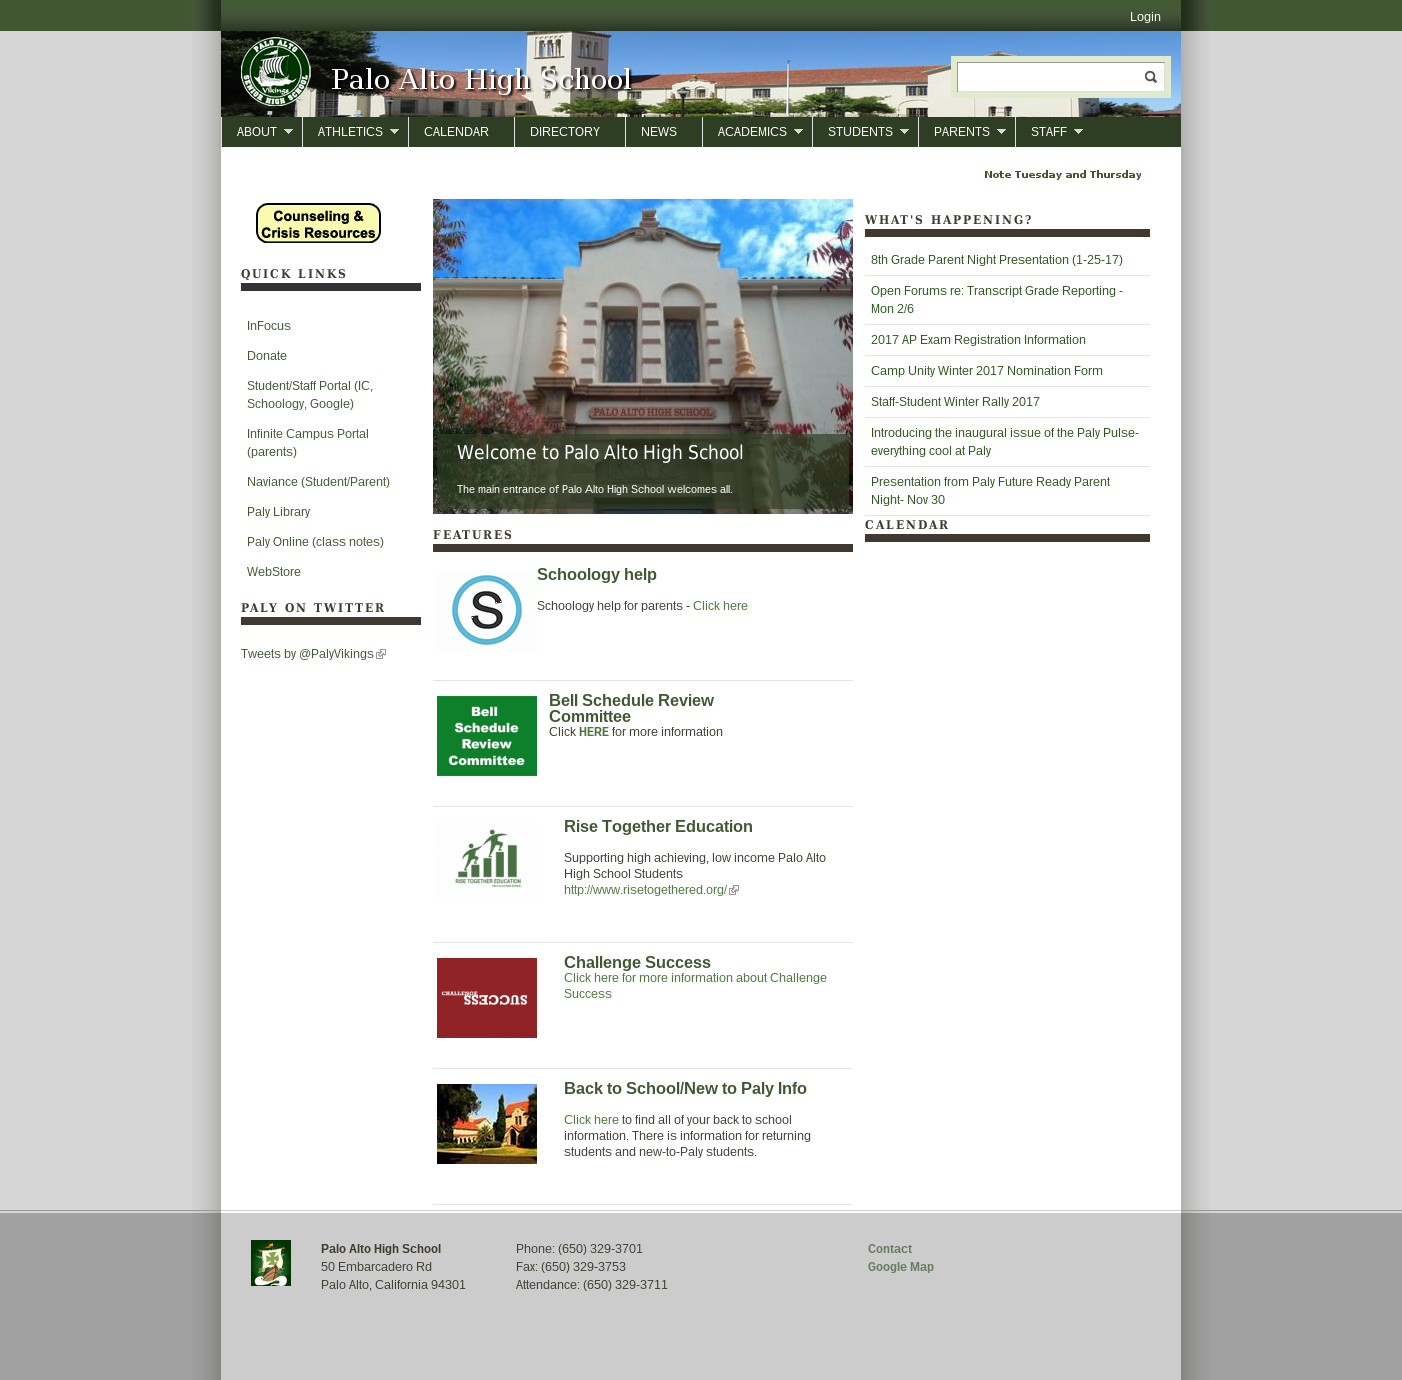 Login
PALO ALTO
Vikings
SENIOR HIGH SCHOOL
Palo Alto High School
ABOUT
ATHLETICS
CALENDAR
DIRECTORY
NEWS
ACADEMICS
STUDENTS
PARENTS
STAFF
Note Tuesday and Thursday
Counseling &
Crisis Resources
QUICK LINKS
InFocus
Donate
Student/Staff Portal (IC,
Schoology, Google)
Infinite Campus Portal
(parents)
Naviance (Student/Parent)
Paly Library
Paly Online (class notes)
WebStore
PALY ON TWITTER
Tweets by @PalyVikings
PALO ALTO HIGH SCHOOL
Welcome to Palo Alto High School
The main entrance of Palo Alto High School welcomes all.
FEATURES
S
Schoology help
Schoology help for parents - Click here
Bell
Schedule
Review
Committee
Bell Schedule Review
Committee
Click HERE for more information
RISE TOGETHER EDUCATION
Rise Together Education
Supporting high achieving, low income Palo Alto
High School Students
http://www.risetogethered.org/
CHALLENGE
SUCCESS
Challenge Success
Click here for more information about Challenge
Success
Back to School/New to Paly Info
Click here to find all of your back to school
information. There is information for returning
students and new-to-Paly students.
WHAT'S HAPPENING?
8th Grade Parent Night Presentation (1-25-17)
Open Forums re: Transcript Grade Reporting -
Mon 2/6
2017 AP Exam Registration Information
Camp Unity Winter 2017 Nomination Form
Staff-Student Winter Rally 2017
Introducing the inaugural issue of the Paly Pulse-
everything cool at Paly
Presentation from Paly Future Ready Parent
Night- Nov 30
CALENDAR
Palo Alto High School
50 Embarcadero Rd
Palo Alto, California 94301
Phone: (650) 329-3701
Fax: (650) 329-3753
Attendance: (650) 329-3711
Contact
Google Map